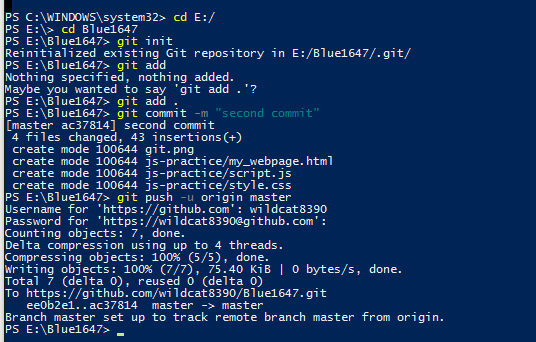 PS C:\WINDOWS\system32> cd E:/
PS E:\> cd Blue1647
PS E:\Blue1647> git init
Reinitialized existing Git repository in E:/Blue1647/.git/
PS E:\Blue1647> git add
Nothing specified, nothing added.
Maybe you wanted to say 'git add .'?
PS E:\Blue1647> git add .
PS E:\Blue1647> git commit -m "second commit"
[master ac37814] second commit
 4 files changed, 43 insertions(+)
 create mode 100644 git.png
 create mode 100644 js-practice/my_webpage.html
 create mode 100644 js-practice/script.js
 create mode 100644 js-practice/style.css
PS E:\Blue1647> git push -u origin master
Username for 'https://github.com': wildcat8390
Password for 'https://wildcat8390@github.com':
Counting objects: 7, done.
Delta compression using up to 4 threads.
Compressing objects: 100% (5/5), done.
Writing objects: 100% (7/7), 75.40 KiB | 0 bytes/s, done.
Total 7 (delta 0), reused 0 (delta 0)
To https://github.com/wildcat8390/Blue1647.git
   ee0b2e1..ac37814  master -> master
Branch master set up to track remote branch master from origin.
PS E:\Blue1647>